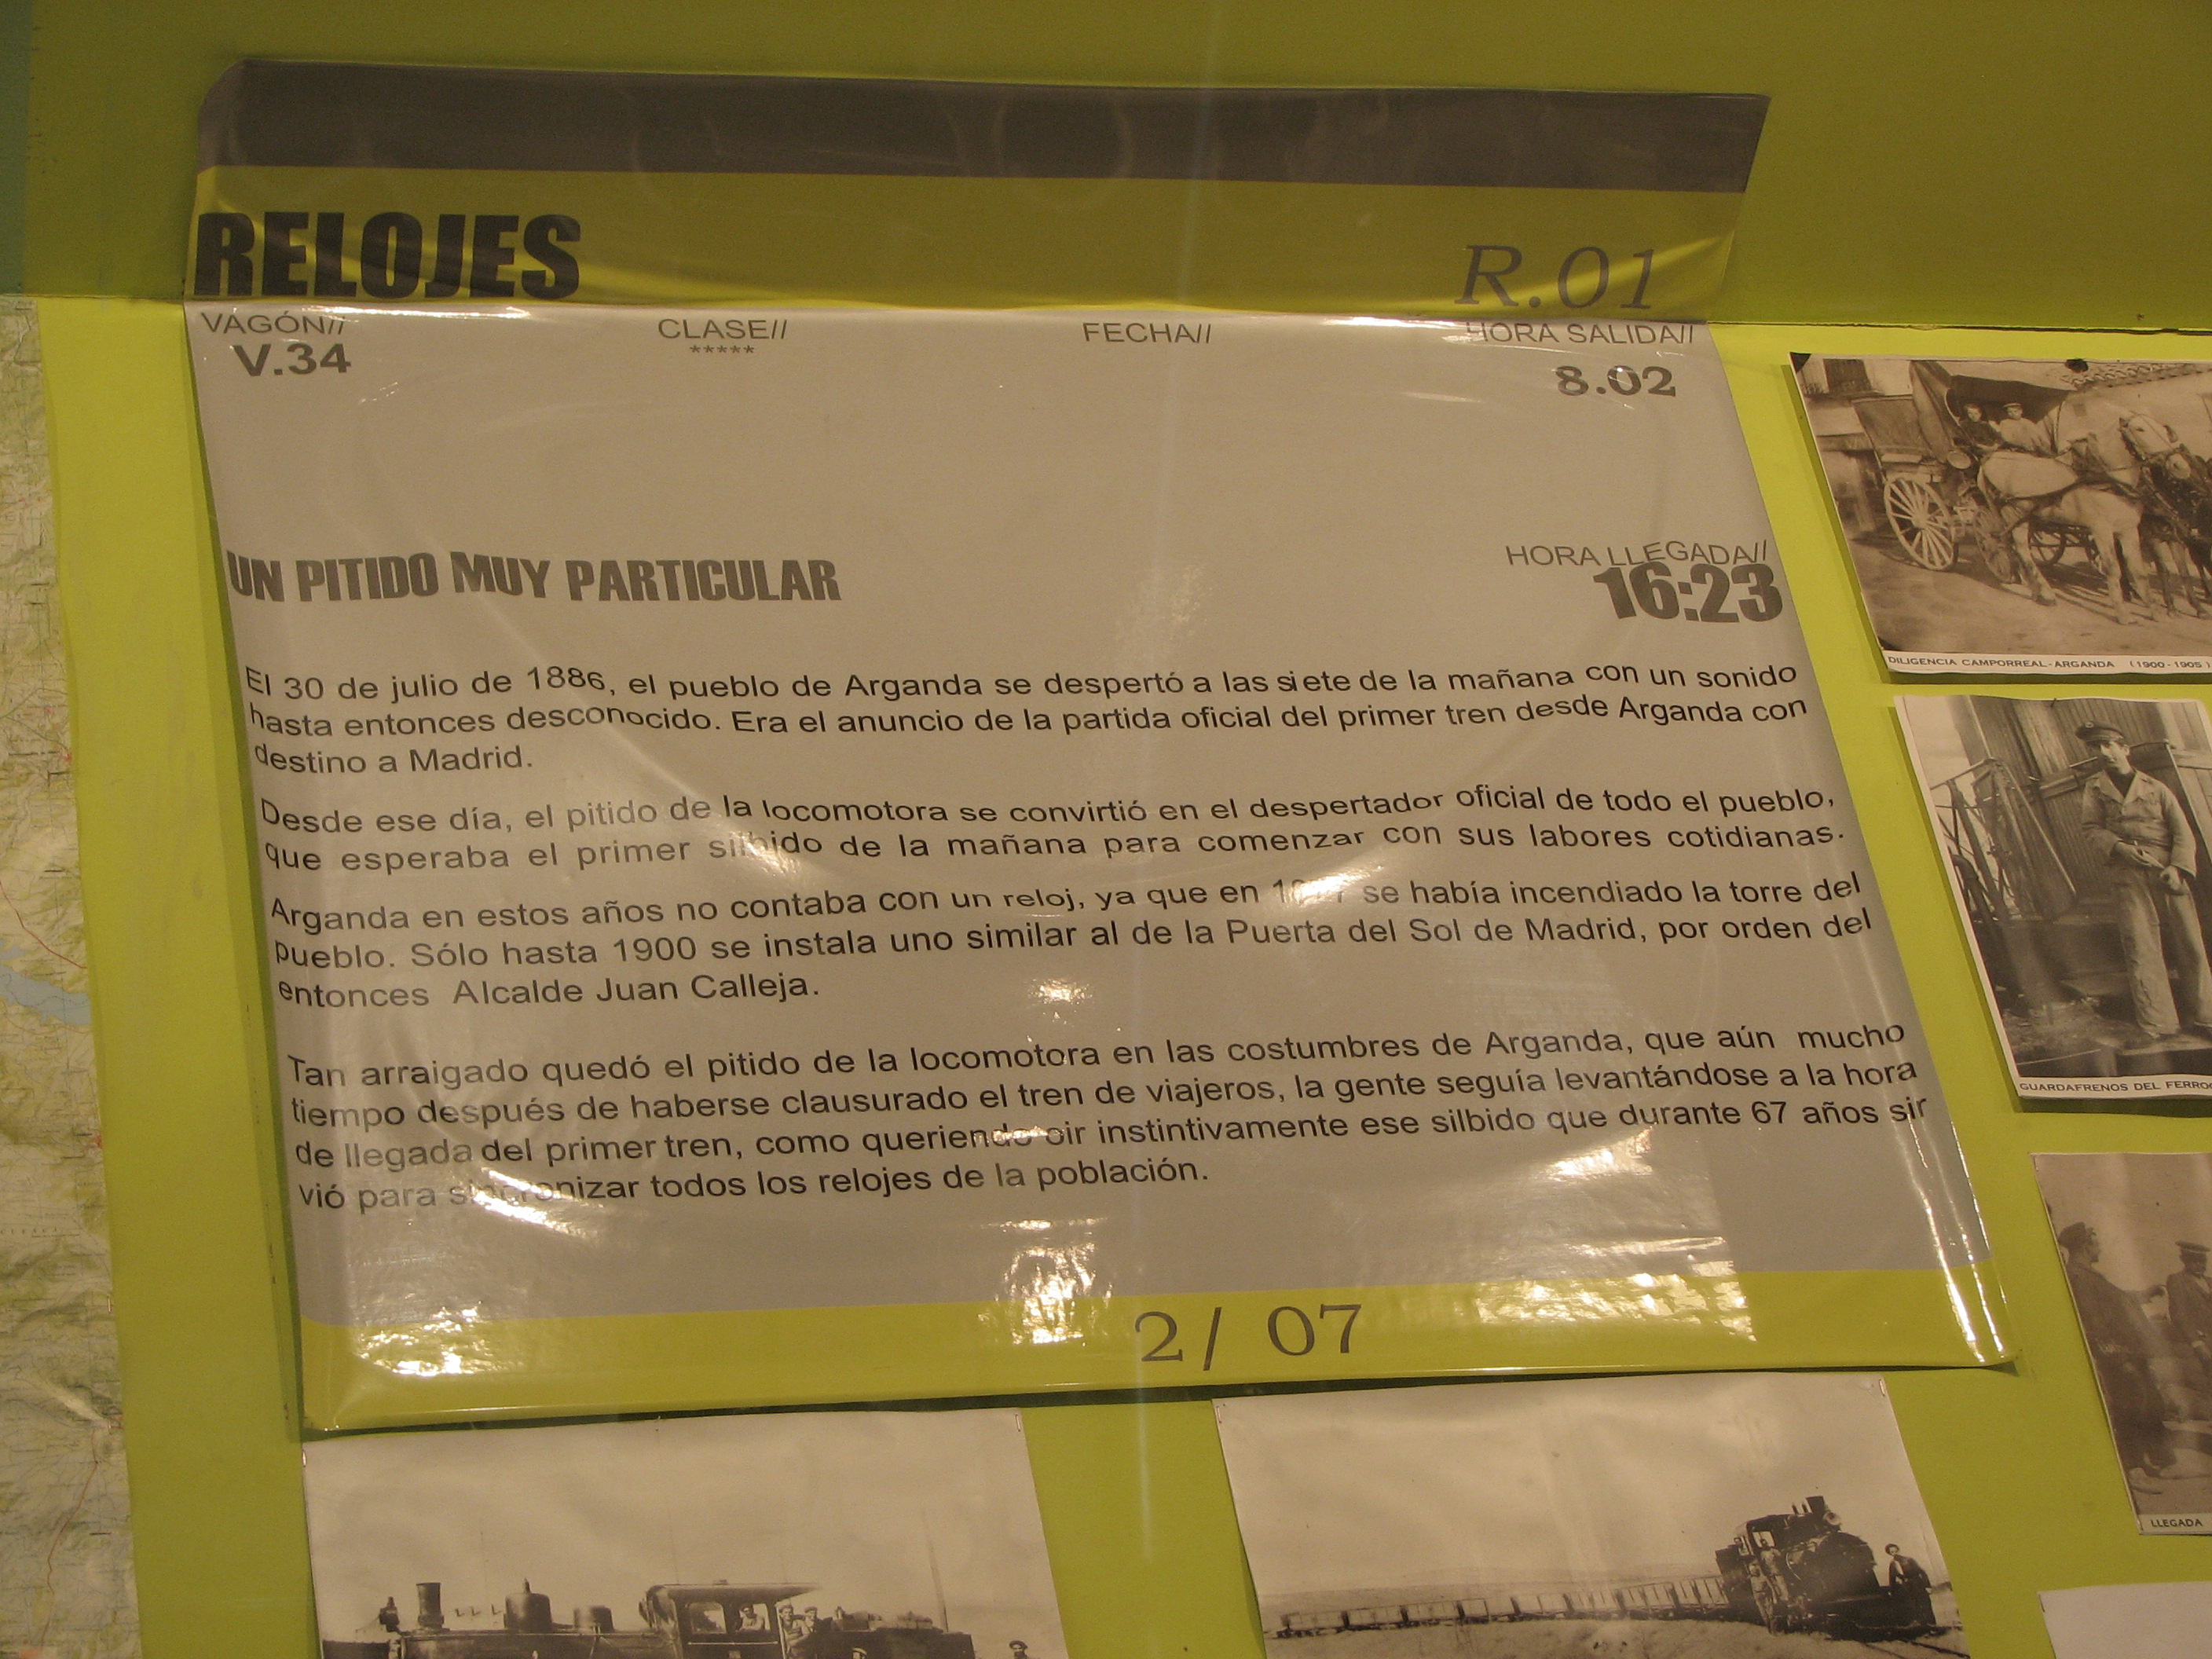 RELOJES
R.01
VAGÓN//
CLASE//
FECHA//
HORA SALIDA//
V.34
*****
8.02
UN PITIDO MUY PARTICULAR
HORA LLEGADA//
16:23
El 30 de julio de 1886, el pueblo de Arganda se despertó a las siete de la mañana con un sonido
hasta entonces desconocido. Era el anuncio de la partida oficial del primer tren desde Arganda con
destino a Madrid.
Desde ese día, el pitido de la locomotora se convirtió en el despertador oficial de todo el pueblo,
que esperaba el primer silbido de la mañana para comenzar con sus labores cotidianas.
Arganda en estos años no contaba con un reloj, ya que en se había incendiado la torre del
pueblo. Sólo hasta 1900 se instala uno similar al de la Puerta del Sol de Madrid, por orden del
entonces Alcalde Juan Calleja.
Tan arraigado quedó el pitido de la locomotora en las costumbres de Arganda, que aún mucho
tiempo después de haberse clausurado el tren de viajeros, la gente seguía levantándose a la hora
de llegada del primer tren, como queriendo oir instintivamente ese silbido que durante 67 años sir
vió para sincronizar todos los relojes de la población.
2/ 07
DILIGENCIA CAMPORREAL-ARGANDA (1900-1905)
GUARDAFRENOS DEL FERRO
LLEGADA